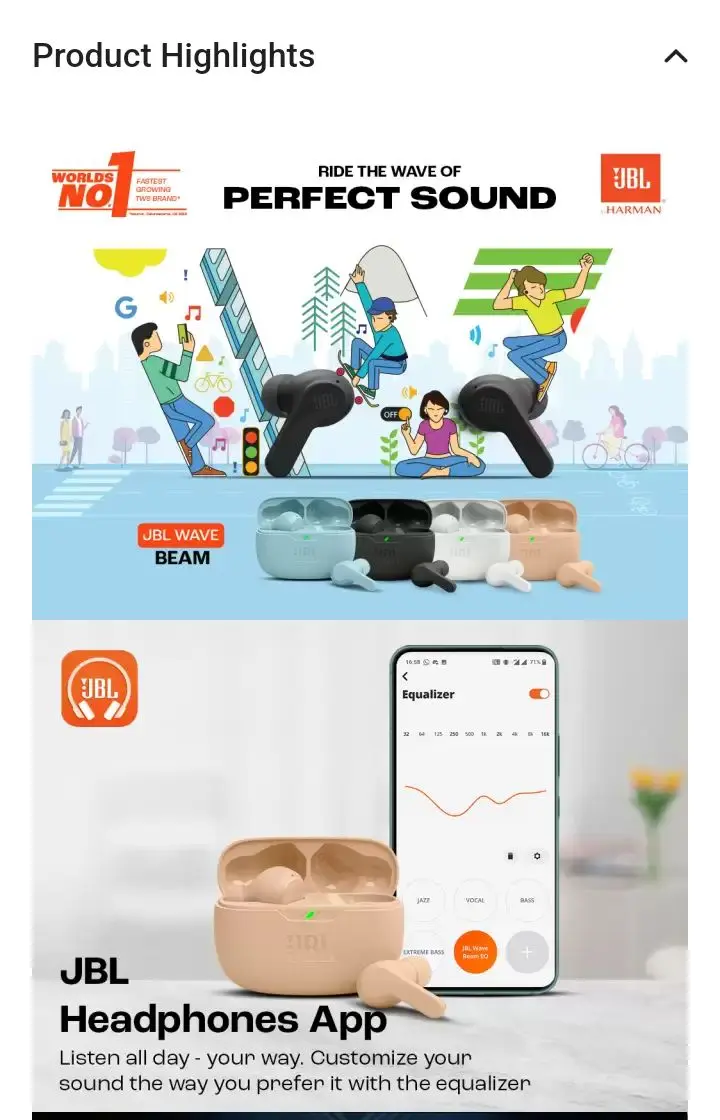 Product Highlights
WORLDS
NO.1
FASTEST
GROWING
TWS BRAND*
RIDE THE WAVE OF
PERFECT SOUND
JBL
by HARMAN
G
OFF
JBL WAVE
BEAM
JBL
16:58
71%
Equalizer
32 64 125 250 500 1k 2k 4k 8k 16k
JAZZ VOCAL BASS
EXTREME BASS JBL Wave
Beam EQ
JBL
Headphones App
Listen all day - your way. Customize your
sound the way you prefer it with the equalizer